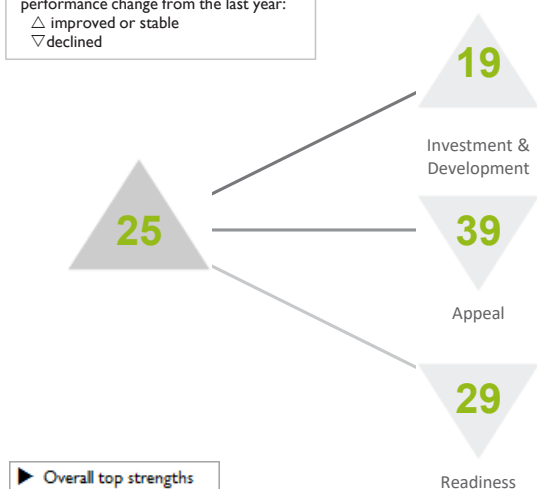 performance change from the last year:
△ improved or stable
▽ declined
19
Investment &
Development
25
39
Appeal
29
Readiness
► Overall top strengths